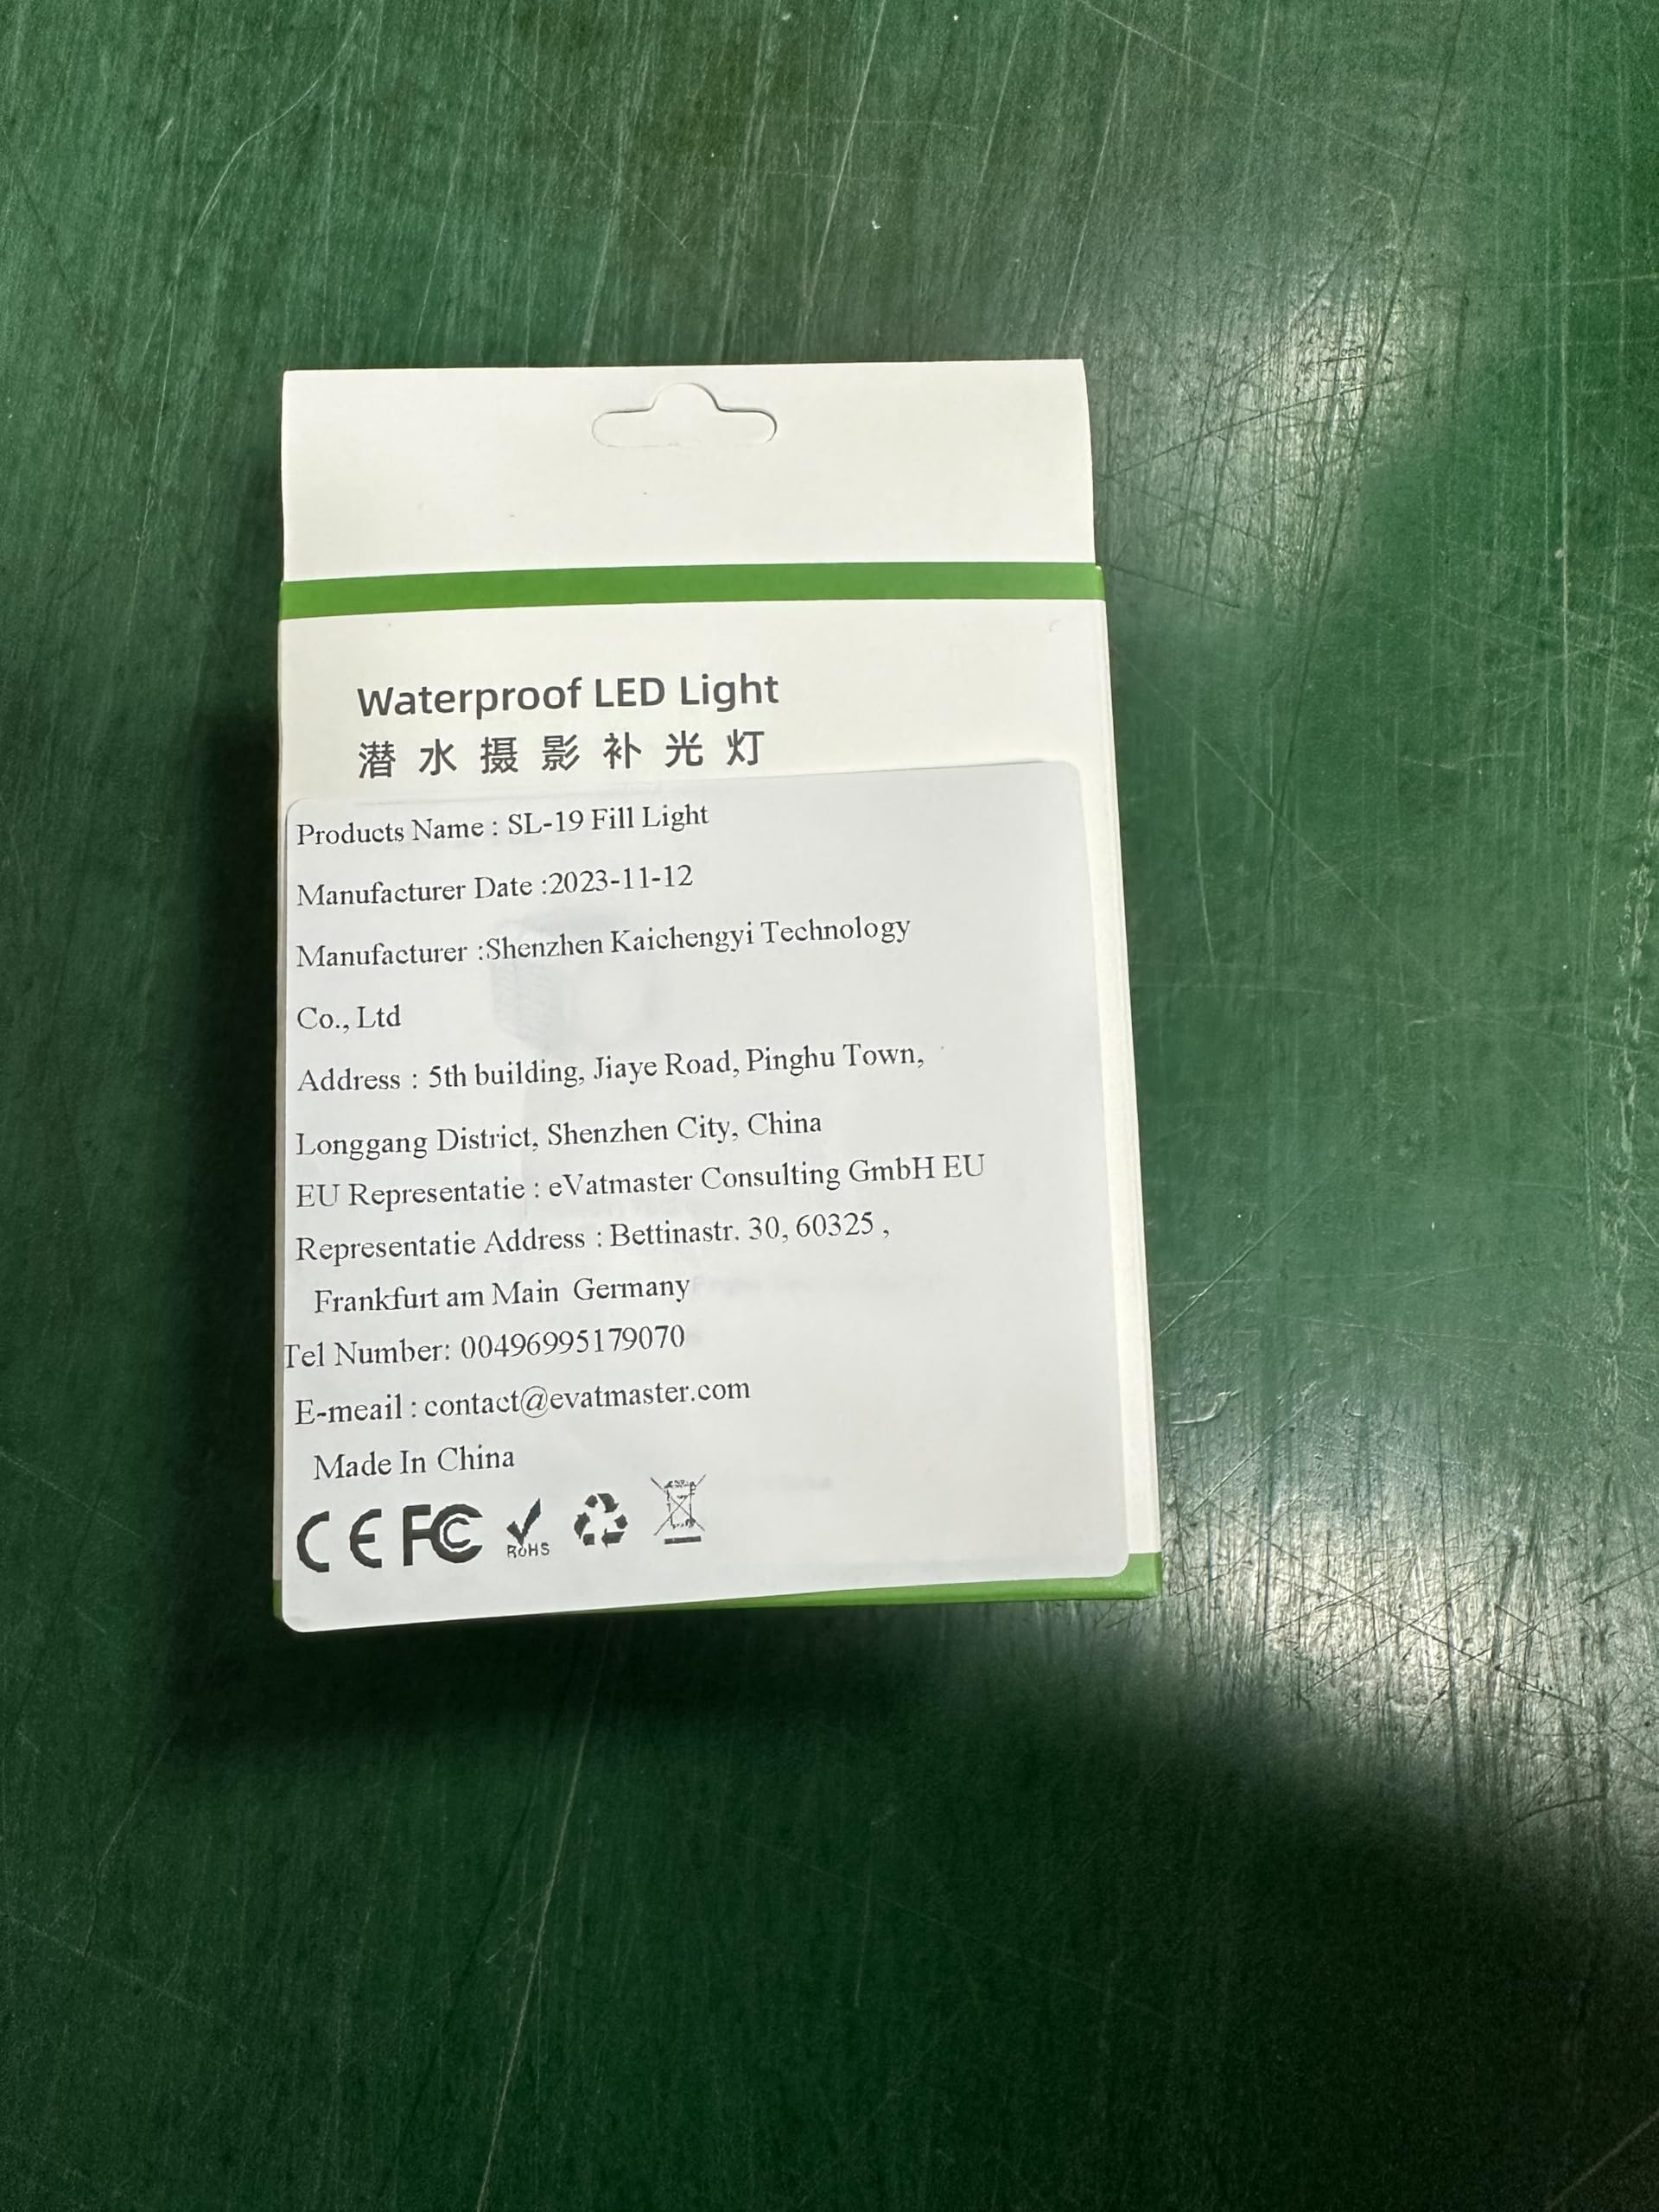 Waterproof LED Light
潜水摄影补光灯
Products Name : SL-19 Fill Light
Manufacturer Date :2023-11-12
Manufacturer :Shenzhen Kaichengyi Technology
Co., Ltd
Address : 5th building, Jiaye Road, Pinghu Town,
Longgang District, Shenzhen City, China
EU Representatie : eVatmaster Consulting GmbH EU
Representatie Address : Bettinastr. 30, 60325 ,
Frankfurt am Main Germany
Tel Number: 00496995179070
E-meail : contact@evatmaster.com
Made In China
CE FC RoHS